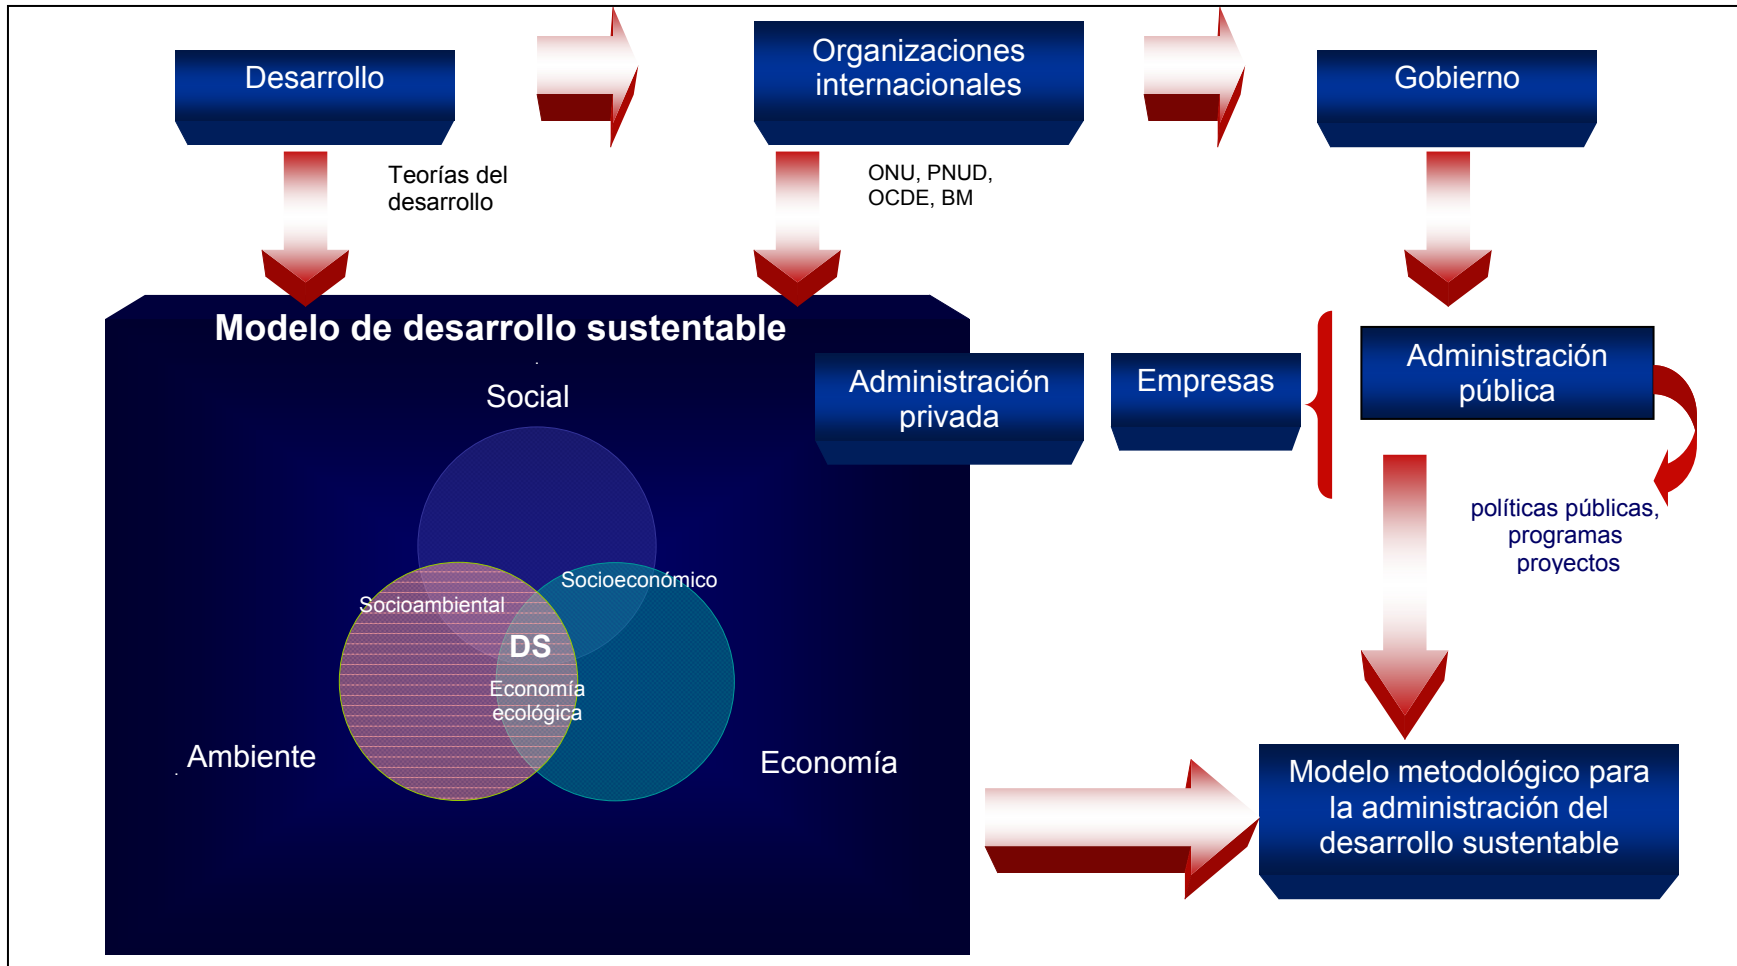 Desarrollo
Organizaciones
internacionales
Gobierno
Teorías del
desarrollo
ONU, PNUD,
OCDE, BM
Modelo de desarrollo sustentable
Social
Socioambiental
Socioeconómico
DS
Economía
ecológica
Ambiente
Economía
Administración
privada
Empresas
Administración
pública
políticas públicas,
programas
proyectos
Modelo metodológico para
la administración del
desarrollo sustentable